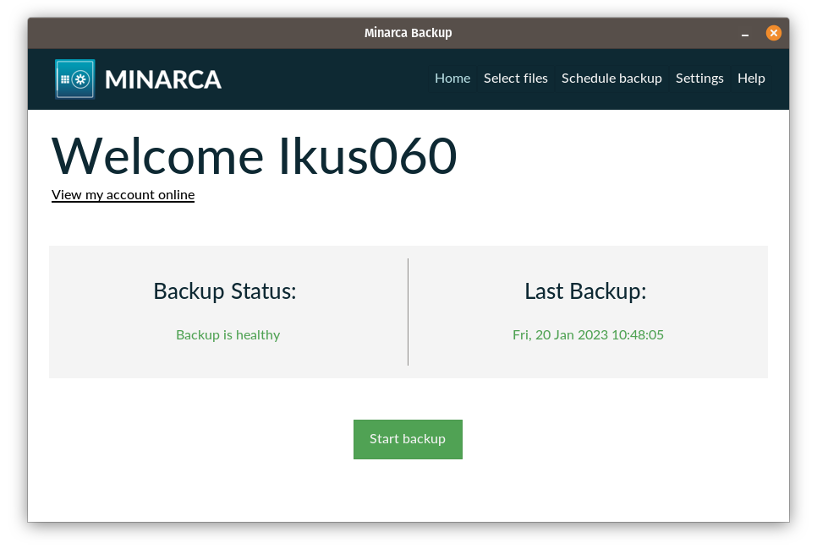 Minarca Backup
MINARCA
Home Select files Schedule backup Settings Help
Welcome Ikus060
View my account online
Backup Status: Last Backup:
Backup is healthy Fri, 20 Jan 2023 10:48:05
Start backup